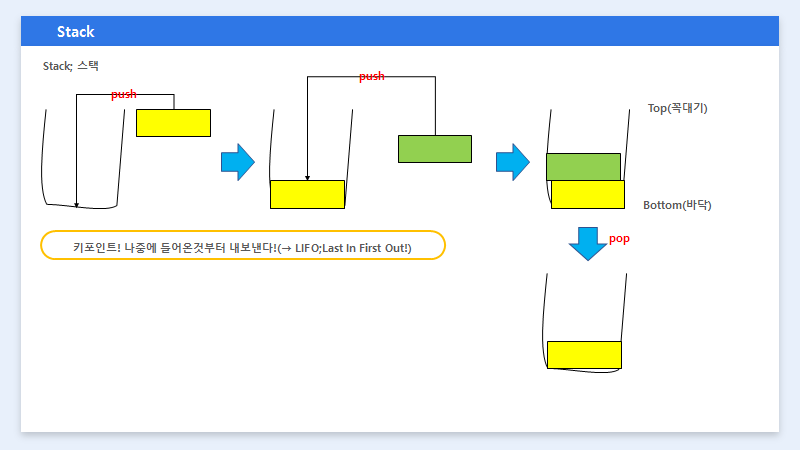 Stack
Stack; 스택
push
push
Top(꼭대기)
Bottom(바닥)
키포인트! 나중에 들어온것부터 내보낸다!(→ LIFO;Last In First Out!)
pop